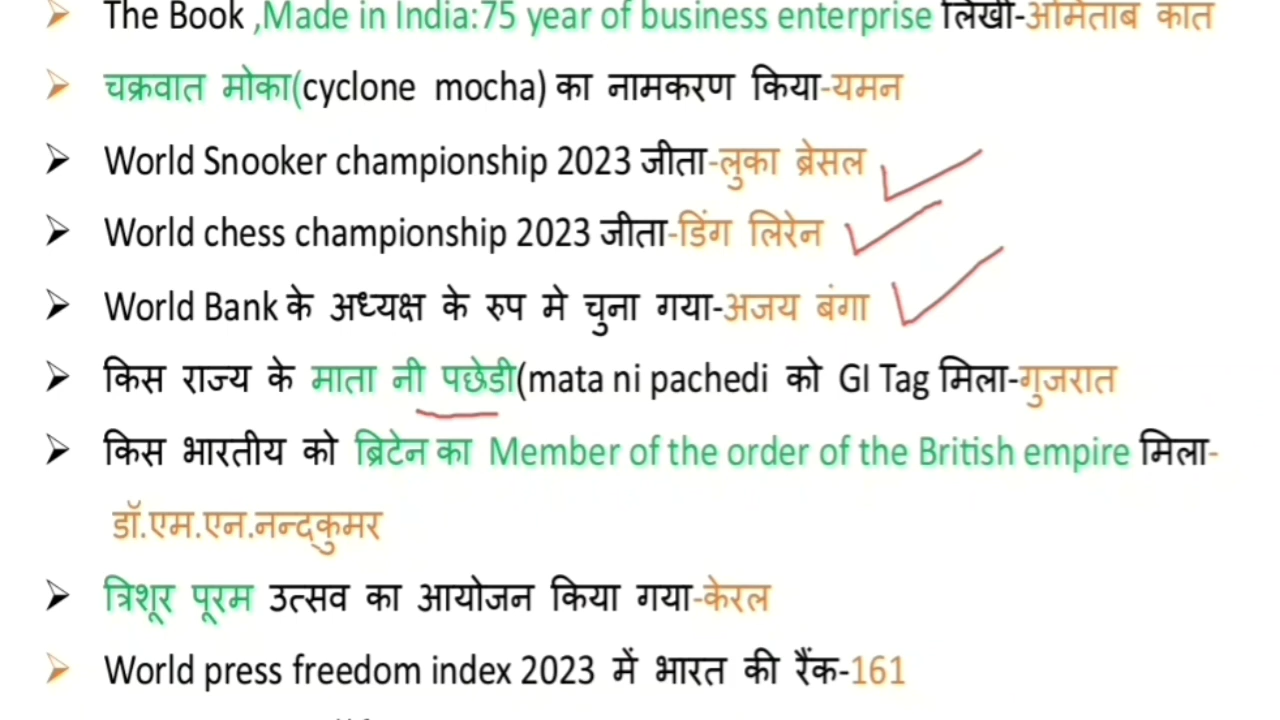 The Book ,Made in India:75 year of business enterprise लिखी-अमिताब कांत
चक्रवात मोका(cyclone mocha) का नामकरण किया-यमन
World Snooker championship 2023 जीता-लुका ब्रेसल
World chess championship 2023 जीता-डिंग लिरेन
World Bank के अध्यक्ष के रुप मे चुना गया-अजय बंगा
किस राज्य के माता नी पछेडी(mata ni pachedi को GI Tag मिला-गुजरात
किस भारतीय को ब्रिटेन का Member of the order of the British empire मिला-
डॉ.एम.एन.नन्दकुमर
त्रिशूर पूरम उत्सव का आयोजन किया गया-केरल
World press freedom index 2023 में भारत की रैंक-161